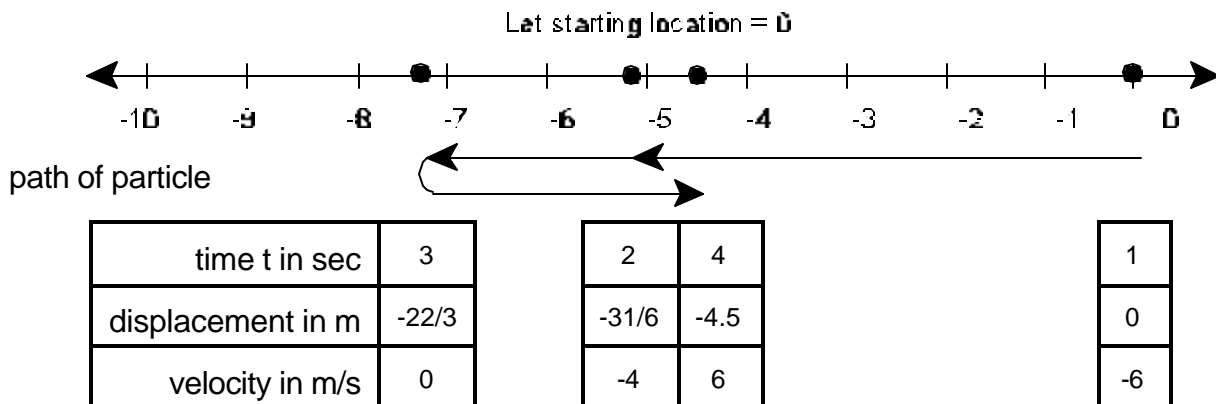 Let starting location = 0
-10 -9 -8 -7 -6 -5 -4 -3 -2 -1 0
path of particle
time t in sec 3 2 4 1
displacement in m -22/3 -31/6 -4.5 0
velocity in m/s 0 -4 6 -6